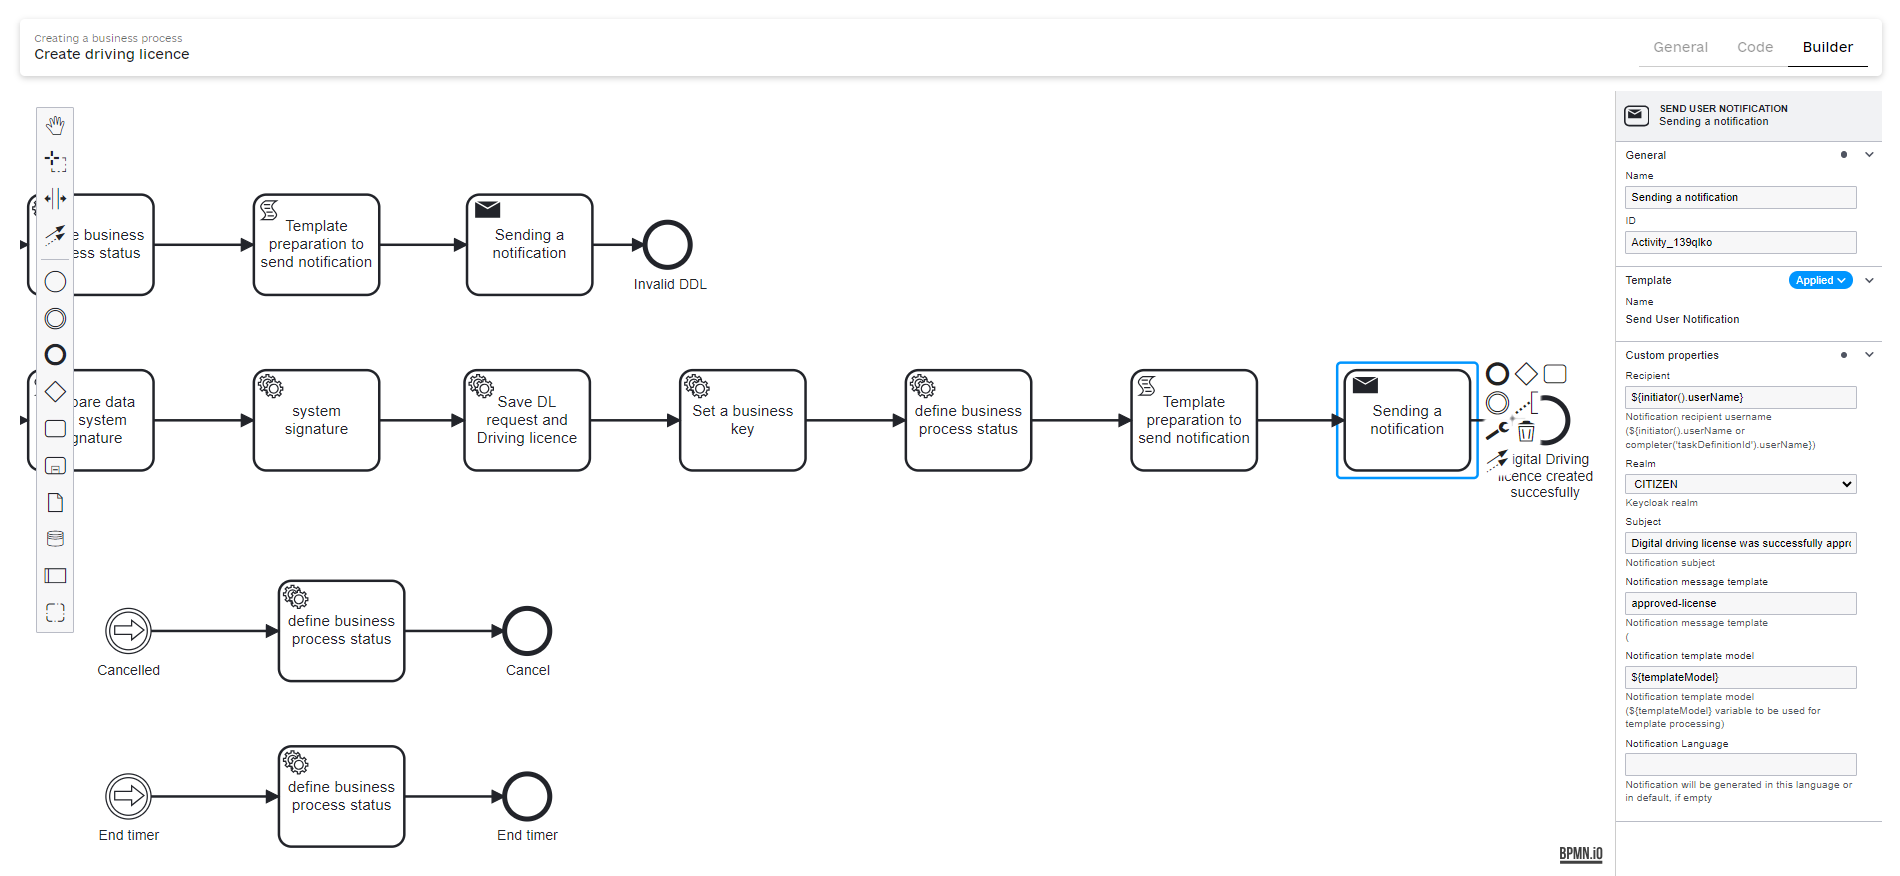 Creating a business process
Create driving licence
General
Code
Builder
e business
ess status
Template
preparation to
send notification
Sending a
notification
Invalid DDL
pare data
system
gnature
system
signature
Save DL
request and
Driving licence
Set a business
key
define business
process status
Template
preparation to
send notification
Sending a
notification
igital Driving
licence created
succesfully
Cancelled
define business
process status
Cancel
End timer
define business
process status
End timer
BPMN.iO
SEND USER NOTIFICATION
Sending a notification
General
Name
Sending a notification
ID
Activity_139qlko
Template
Applied
Name
Send User Notification
Custom properties
Recipient
${initiator().userName}
Notification recipient username
(${initiator().userName or
completer('taskDefinitionId').userName})
Realm
CITIZEN
Keycloak realm
Subject
Digital driving license was successfully appr
Notification subject
Notification message template
approved-license
Notification message template
(
Notification template model
${templateModel}
Notification template model
(${templateModel} variable to be used for
template processing)
Notification Language
Notification will be generated in this language or
in default, if empty